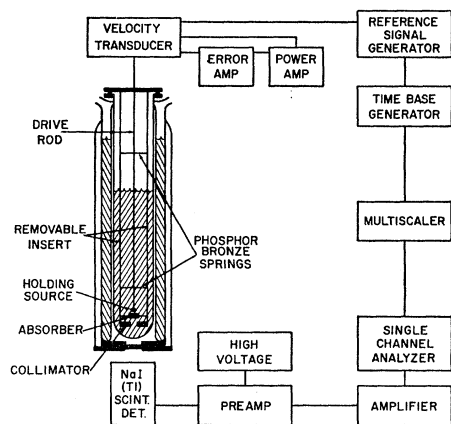 VELOCITY
TRANSDUCER
REFERENCE
SIGNAL
GENERATOR
ERROR
AMP
POWER
AMP
TIME BASE
GENERATOR
DRIVE
ROD
REMOVABLE
INSERT
PHOSPHOR
BRONZE
SPRINGS
MULTISCALER
HOLDING
SOURCE
ABSORBER
COLLIMATOR
HIGH
VOLTAGE
SINGLE
CHANNEL
ANALYZER
NaI
(Tl)
SCINT.
DET.
PREAMP
AMPLIFIER